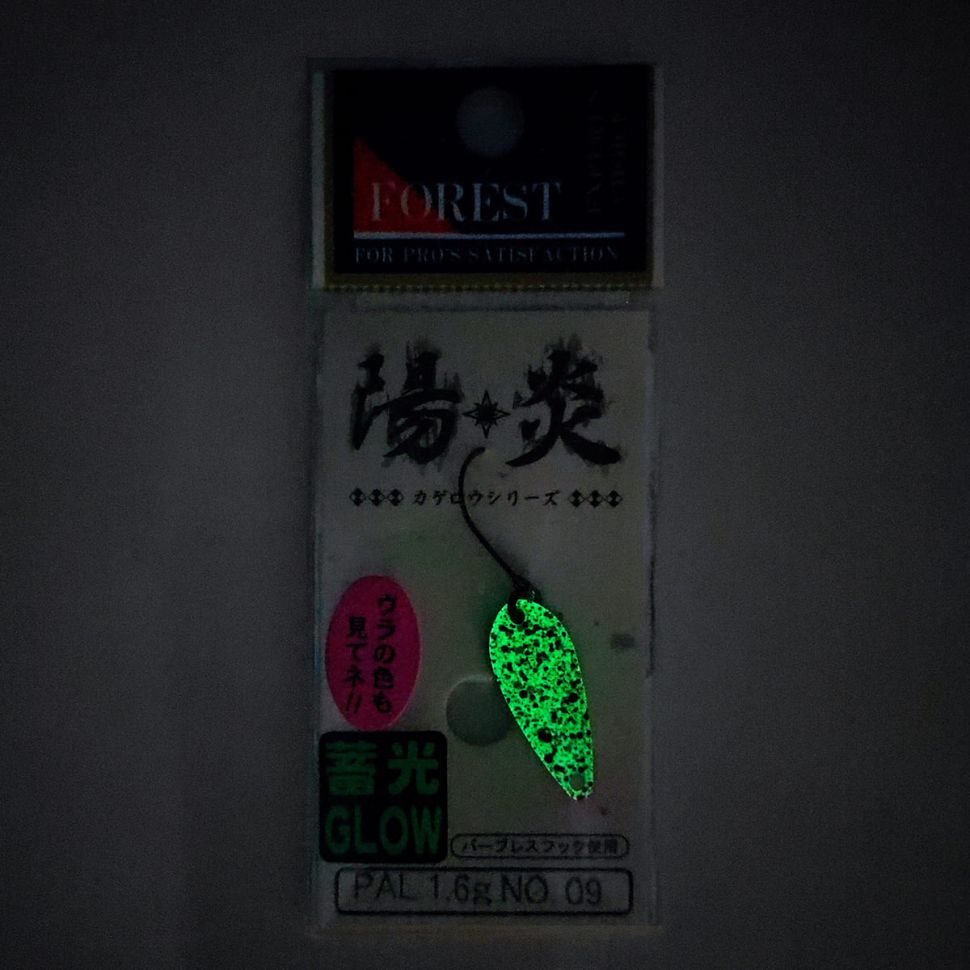 FOREST
FOR PRO'S SATISFACTION
陽炎
カゲロウシリーズ
ウラの色も
見てネ!!
蓄光
GLOW
バーブレスフック使用
PAL 1.6g NO 09